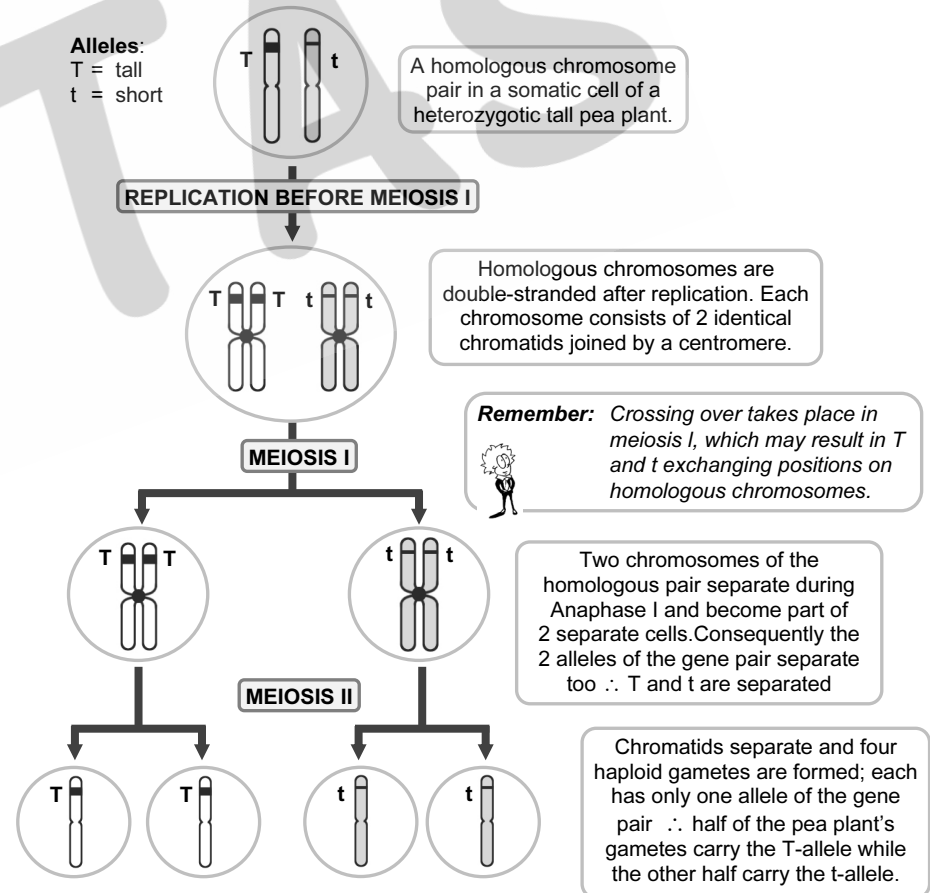 Alleles:
T = tall
t = short
T
t
A homologous chromosome
pair in a somatic cell of a
heterozygotic tall pea plant.
REPLICATION BEFORE MEIOSIS I
T
T
t
t
Homologous chromosomes are
double-stranded after replication. Each
chromosome consists of 2 identical
chromatids joined by a centromere.
Remember: Crossing over takes place in
meiosis I, which may result in T
and t exchanging positions on
homologous chromosomes.
MEIOSIS I
T
T
t
t
Two chromosomes of the
homologous pair separate during
Anaphase I and become part of
2 separate cells.Consequently the
2 alleles of the gene pair separate
too ∴ T and t are separated
MEIOSIS II
T
T
t
t
Chromatids separate and four
haploid gametes are formed; each
has only one allele of the gene
pair ∴ half of the pea plant's
gametes carry the T-allele while
the other half carry the t-allele.
TAS